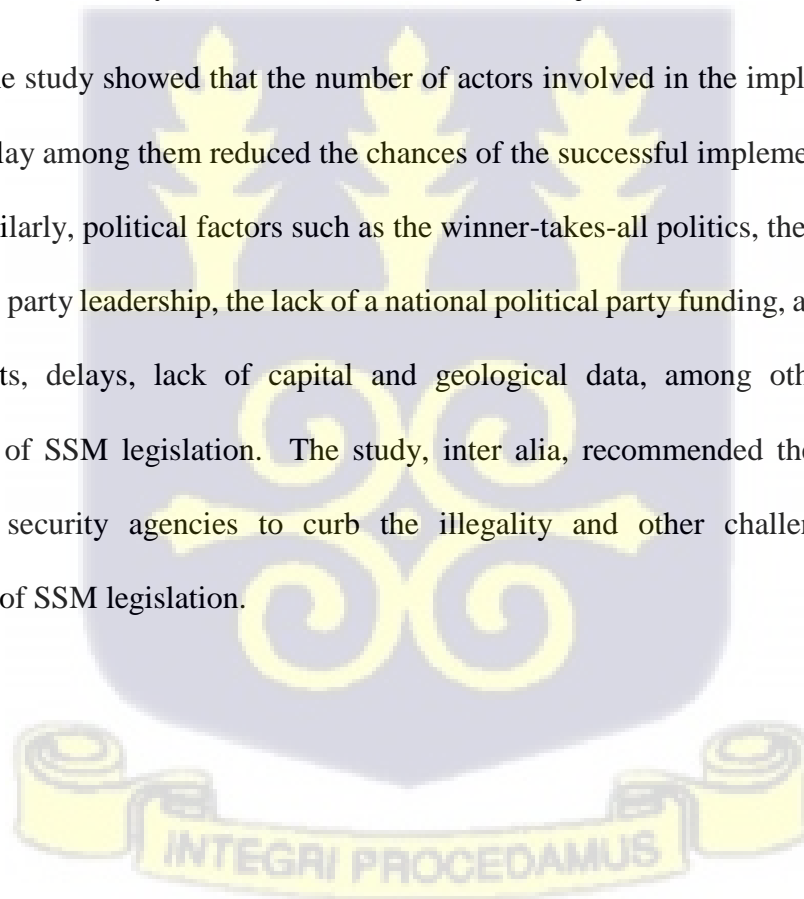 e study showed that the number of actors involved in the impl
lay among them reduced the chances of the successful impleme
ilarly, political factors such as the winner-takes-all politics, the
party leadership, the lack of a national political party funding, a
ts, delays, lack of capital and geological data, among oth
of SSM legislation. The study, inter alia, recommended the
security agencies to curb the illegality and other challe
of SSM legislation.
INTEGRI PROCEDAMUS